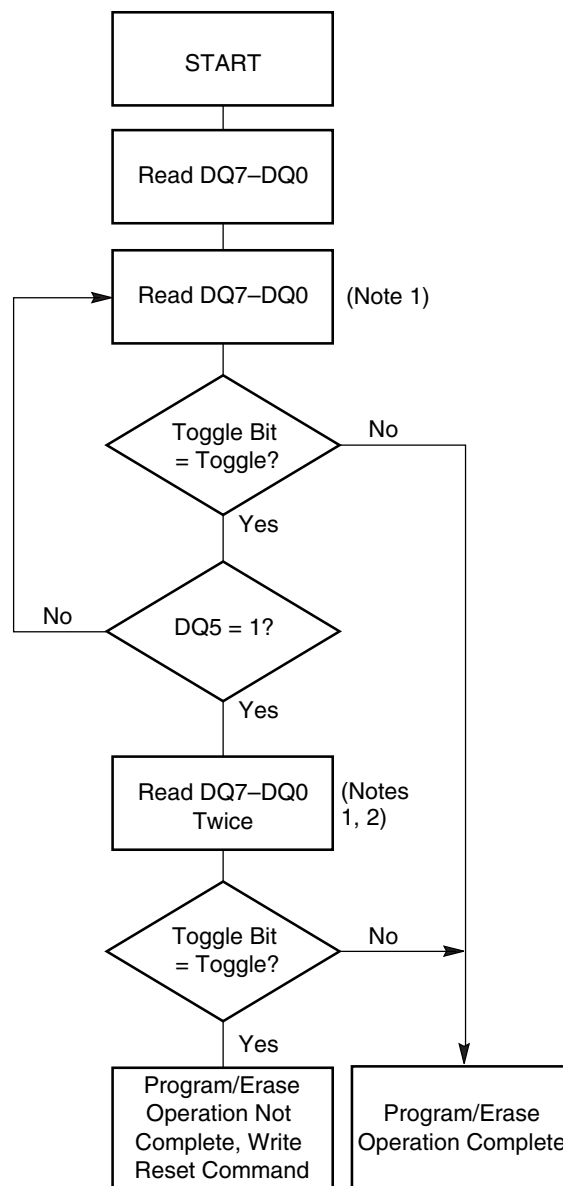 START
Read DQ7–DQ0
Read DQ7–DQ0
(Note 1)
Toggle Bit
= Toggle?
No
Yes
No
DQ5 = 1?
Yes
Read DQ7–DQ0
Twice
(Notes
1, 2)
Toggle Bit
= Toggle?
No
Yes
Program/Erase
Operation Not
Complete, Write
Reset Command
Program/Erase
Operation Complete